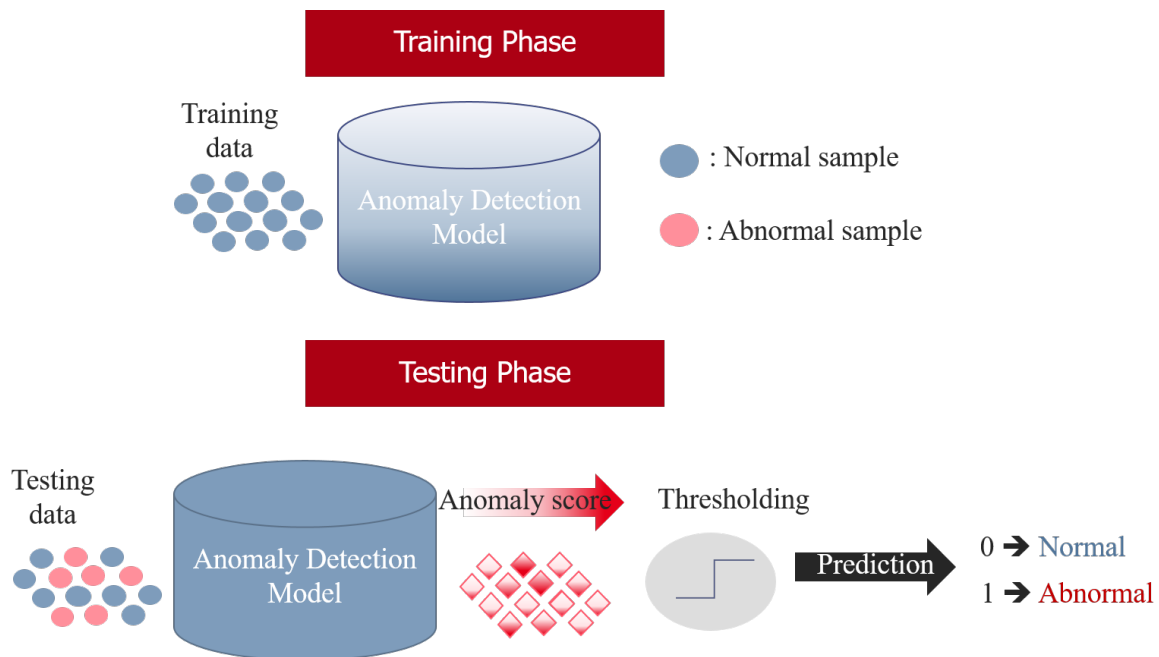 Training Phase
Training
data
Anomaly Detection
Model
: Normal sample
: Abnormal sample
Testing Phase
Testing
data
Anomaly Detection
Model
Anomaly score
Thresholding
Prediction
0 ➔ Normal
1 ➔ Abnormal